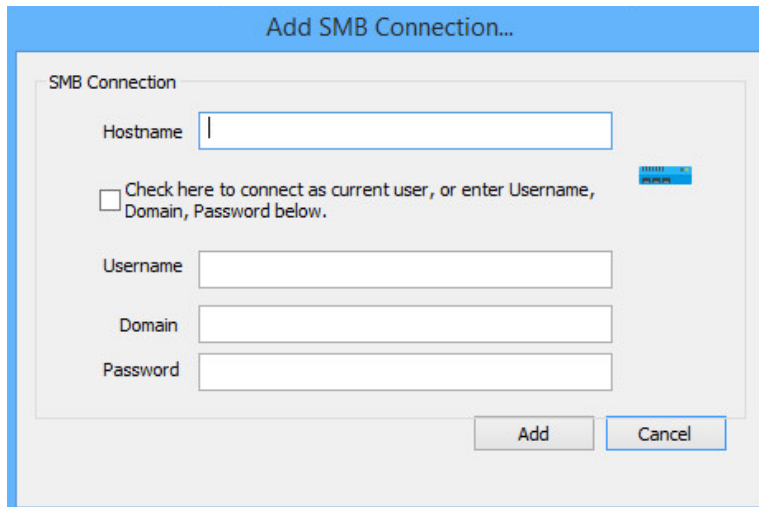 Add SMB Connection...
SMB Connection
Hostname
Check here to connect as current user, or enter Username,
Domain, Password below.
Username
Domain
Password
Add
Cancel